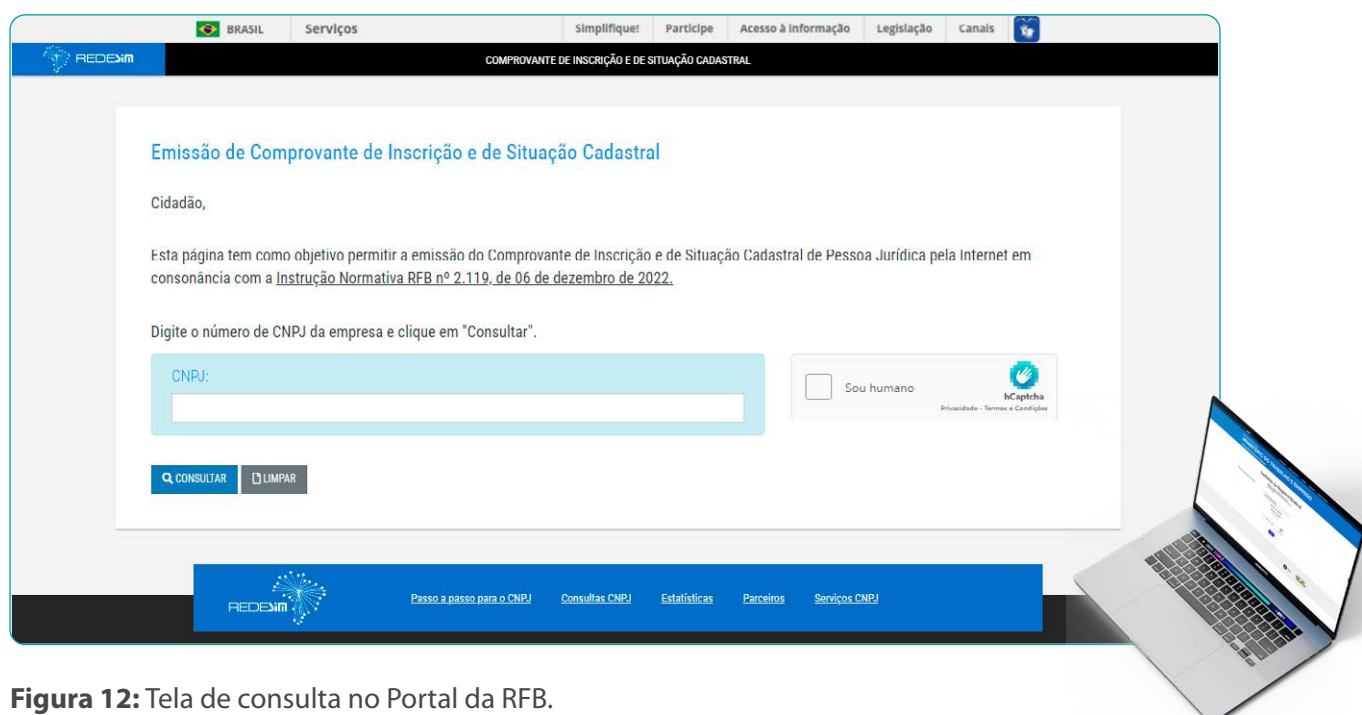 BRASIL Serviços Simplifique! Participe Acesso à informação Legislação Canais
REDESIM COMPROVANTE DE INSCRIÇÃO E DE SITUAÇÃO CADASTRAL
Emissão de Comprovante de Inscrição e de Situação Cadastral
Cidadão,
Esta página tem como objetivo permitir a emissão do Comprovante de Inscrição e de Situação Cadastral de Pessoa Jurídica pela Internet em
consonância com a Instrução Normativa RFB nº 2.119, de 06 de dezembro de 2022.
Digite o número de CNPJ da empresa e clique em "Consultar".
CNPJ:
Sou humano
hCaptcha
Privacidade - Termos e Condições
CONSULTAR LIMPAR
MINISTÉRIO DO TRABALHO E EMPREGO
REDESIM Passo a passo para o CNPJ Consultas CNPJ Estatísticas Parceiros Serviços CNPJ
Figura 12: Tela de consulta no Portal da RFB.